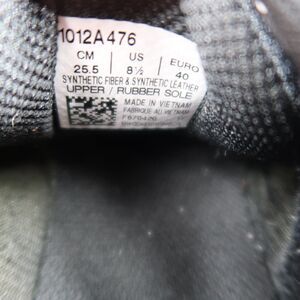 1012A476
CM US EURO
25.5 8½ 40
SYNTHETIC FIBER & SYNTHETIC LEATHER
UPPER / RUBBER SOLE
MADE IN VIETNAM
FABRIQUE AU VIETNAM